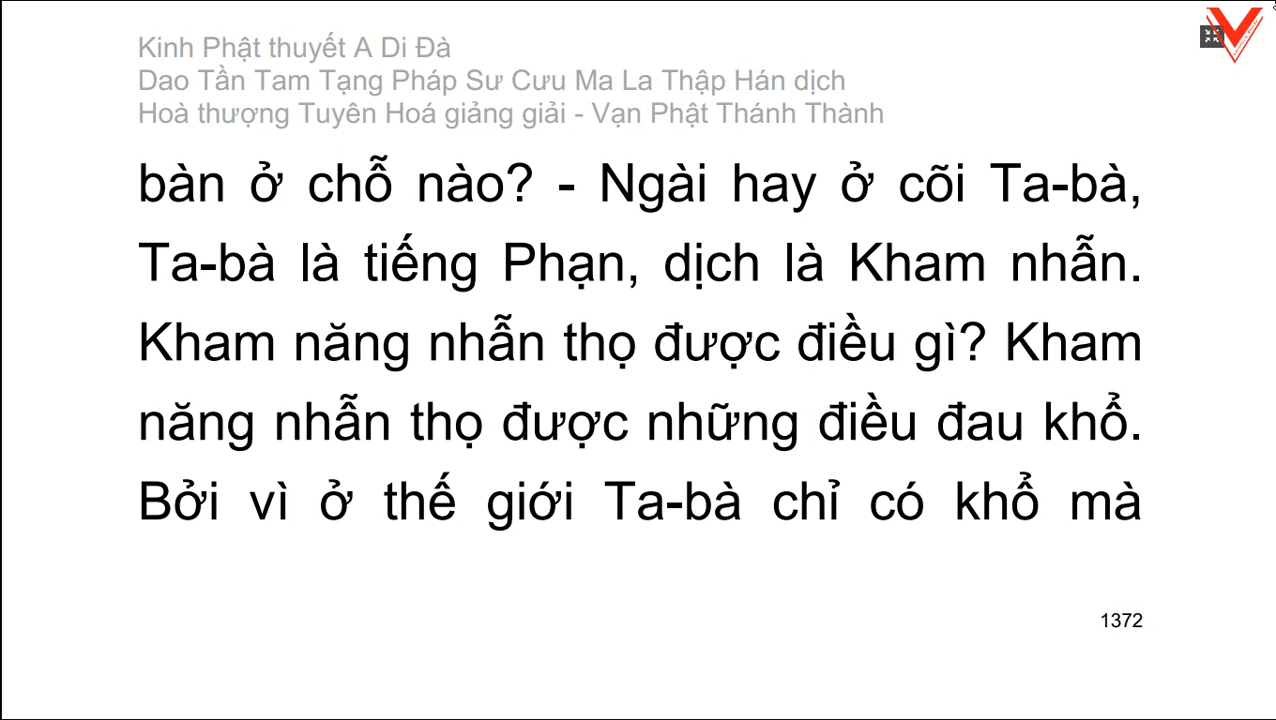 Kinh Phật thuyết A Di Đà
Dao Tần Tam Tạng Pháp Sư Cưu Ma La Thập Hán dịch
Hoà thượng Tuyên Hoá giảng giải - Vạn Phật Thánh Thành
bàn ở chỗ nào? - Ngài hay ở cõi Ta-bà,
Ta-bà là tiếng Phạn, dịch là Kham nhẫn.
Kham năng nhẫn thọ được điều gì? Kham
năng nhẫn thọ được những điều đau khổ.
Bởi vì ở thế giới Ta-bà chỉ có khổ mà
1372